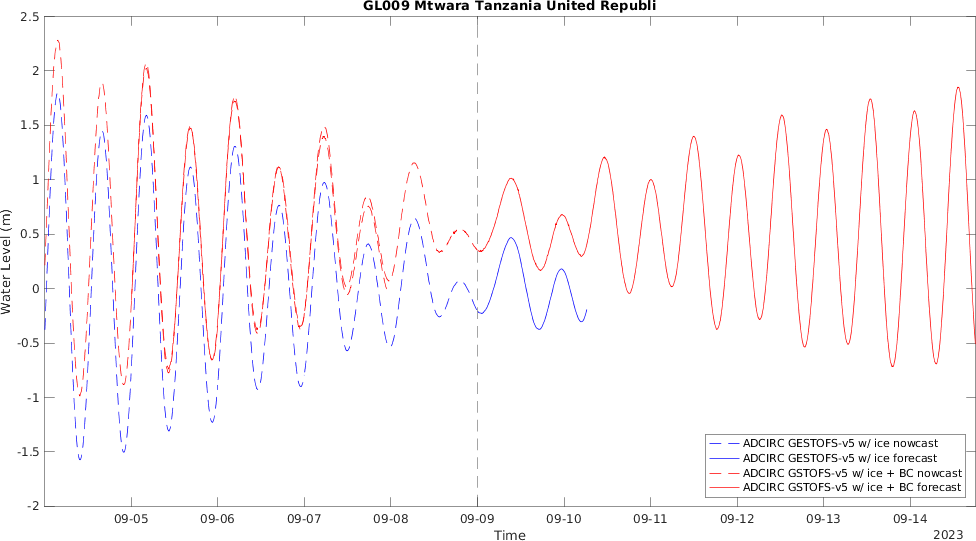 GL009 Mtwara Tanzania United Republi
2.5
2
1.5
1
0.5
0
-0.5
-1
-1.5
-2
Water Level (m)
09-05 09-06 09-07 09-08 09-09 09-10 09-11 09-12 09-13 09-14
Time
2023
ADCIRC GESTOFS-v5 w/ ice nowcast
ADCIRC GESTOFS-v5 w/ ice forecast
ADCIRC GSTOFS-v5 w/ ice + BC nowcast
ADCIRC GSTOFS-v5 w/ ice + BC forecast